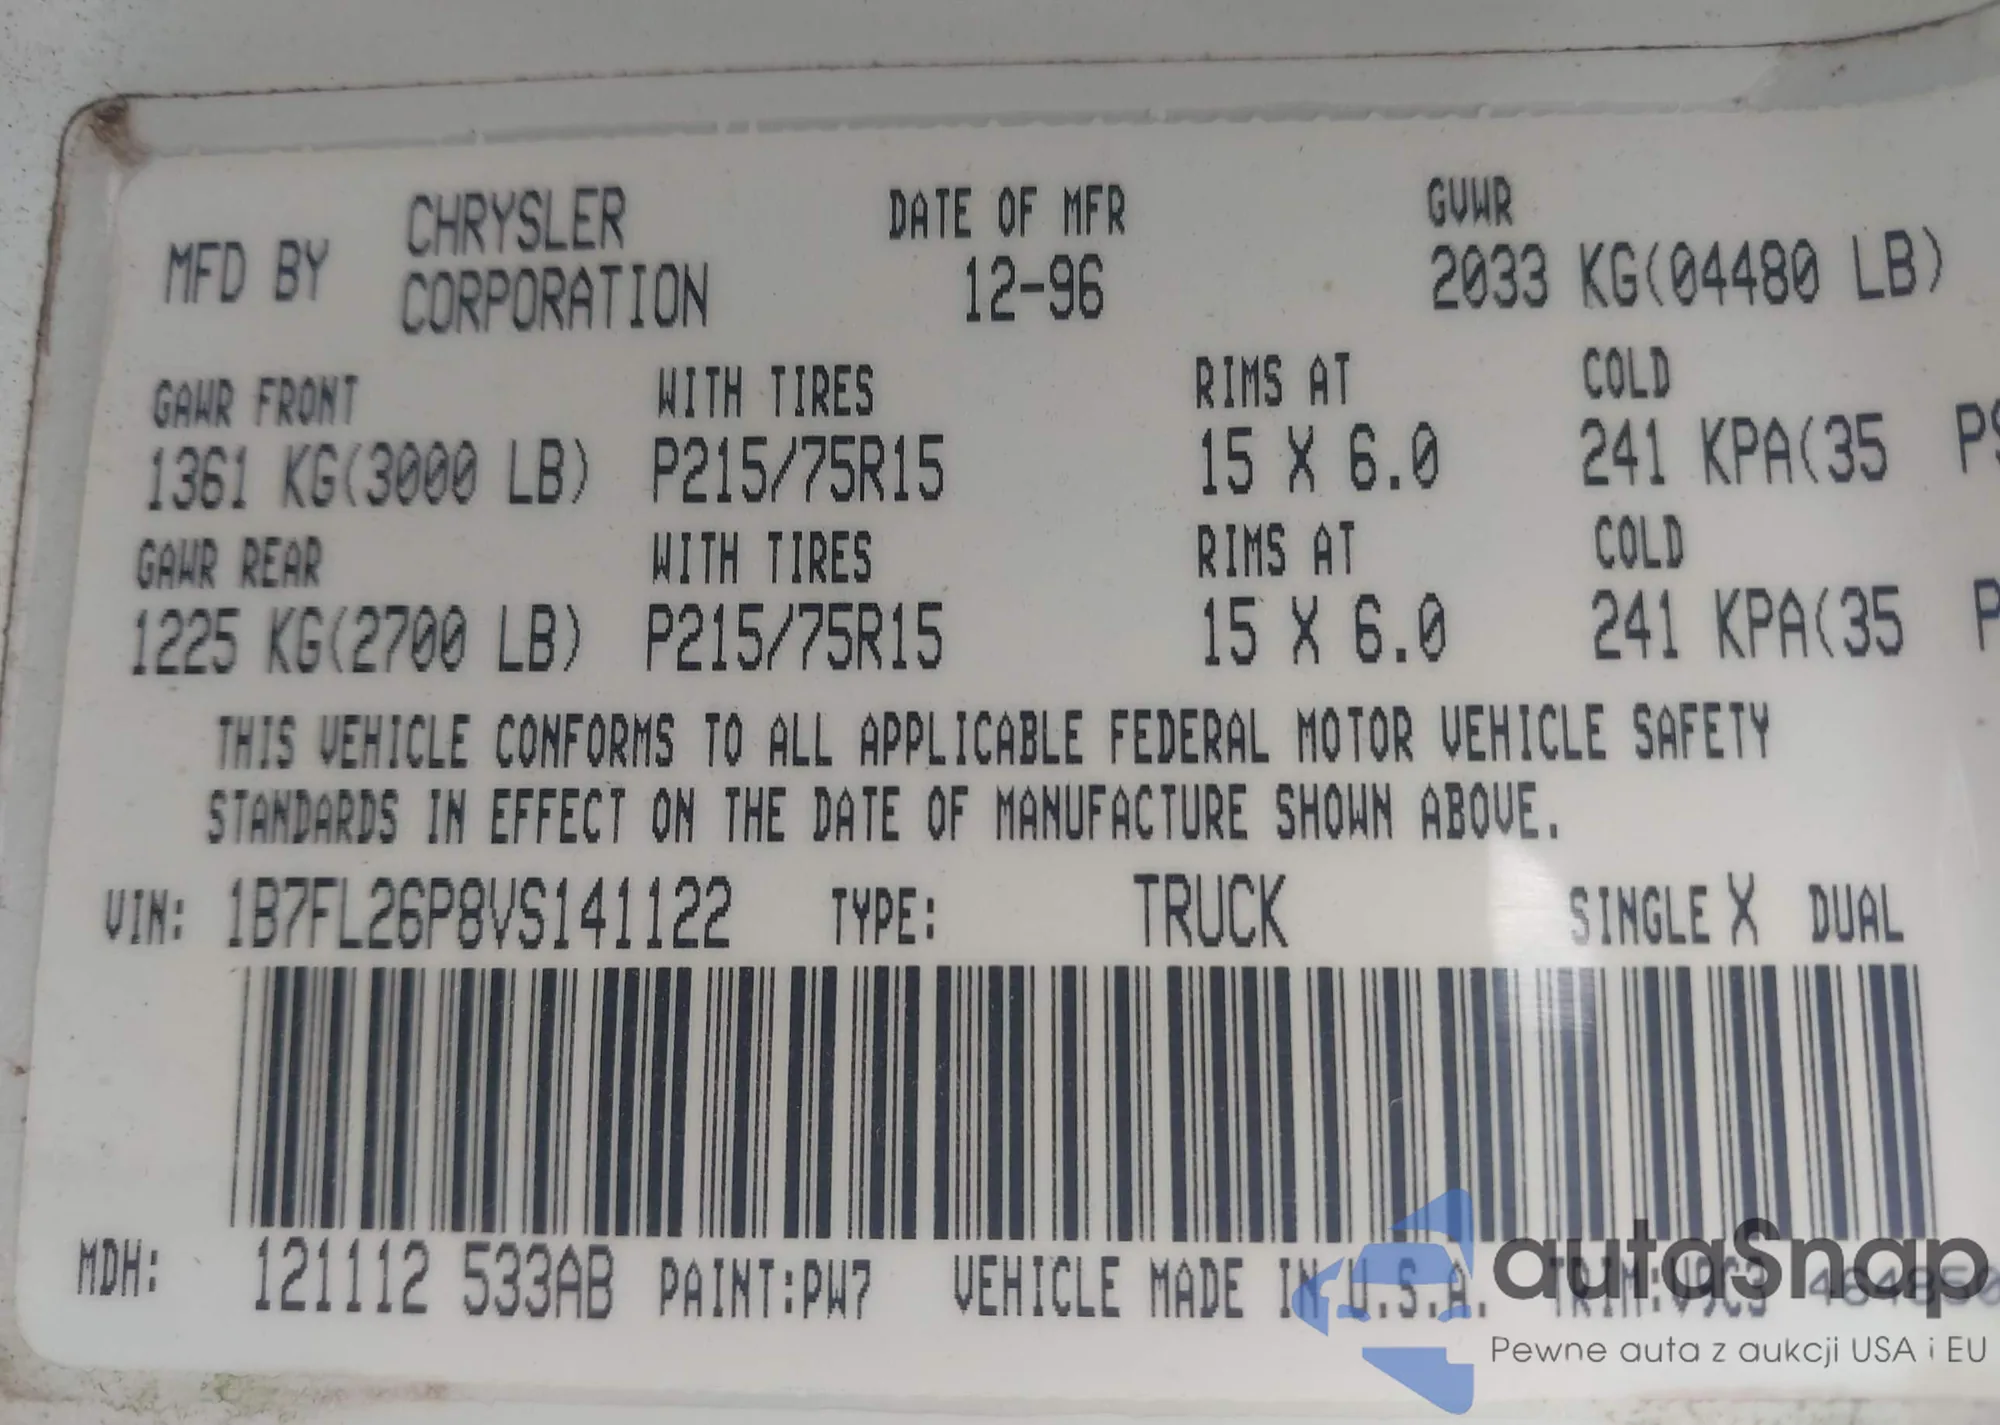 MFD BY CHRYSLER CORPORATION DATE OF MFR 12-96 GVWR 2033 KG(04480 LB)
GAWR FRONT WITH TIRES RIMS AT COLD
1361 KG(3000 LB) P215/75R15 15 X 6.0 241 KPA(35
GAWR REAR WITH TIRES RIMS AT COLD
1225 KG(2700 LB) P215/75R15 15 X 6.0 241 KPA(35
THIS VEHICLE CONFORMS TO ALL APPLICABLE FEDERAL MOTOR VEHICLE SAFETY
STANDARDS IN EFFECT ON THE DATE OF MANUFACTURE SHOWN ABOVE.
VIN: 1B7FL26P8VS141122 TYPE: TRUCK SINGLE X DUAL
MDH: 121112 533AB PAINT:PW7 VEHICLE MADE IN U.S.A. TRIM:V9C3
autaSnap
Pewne auta z aukcji USA i EU